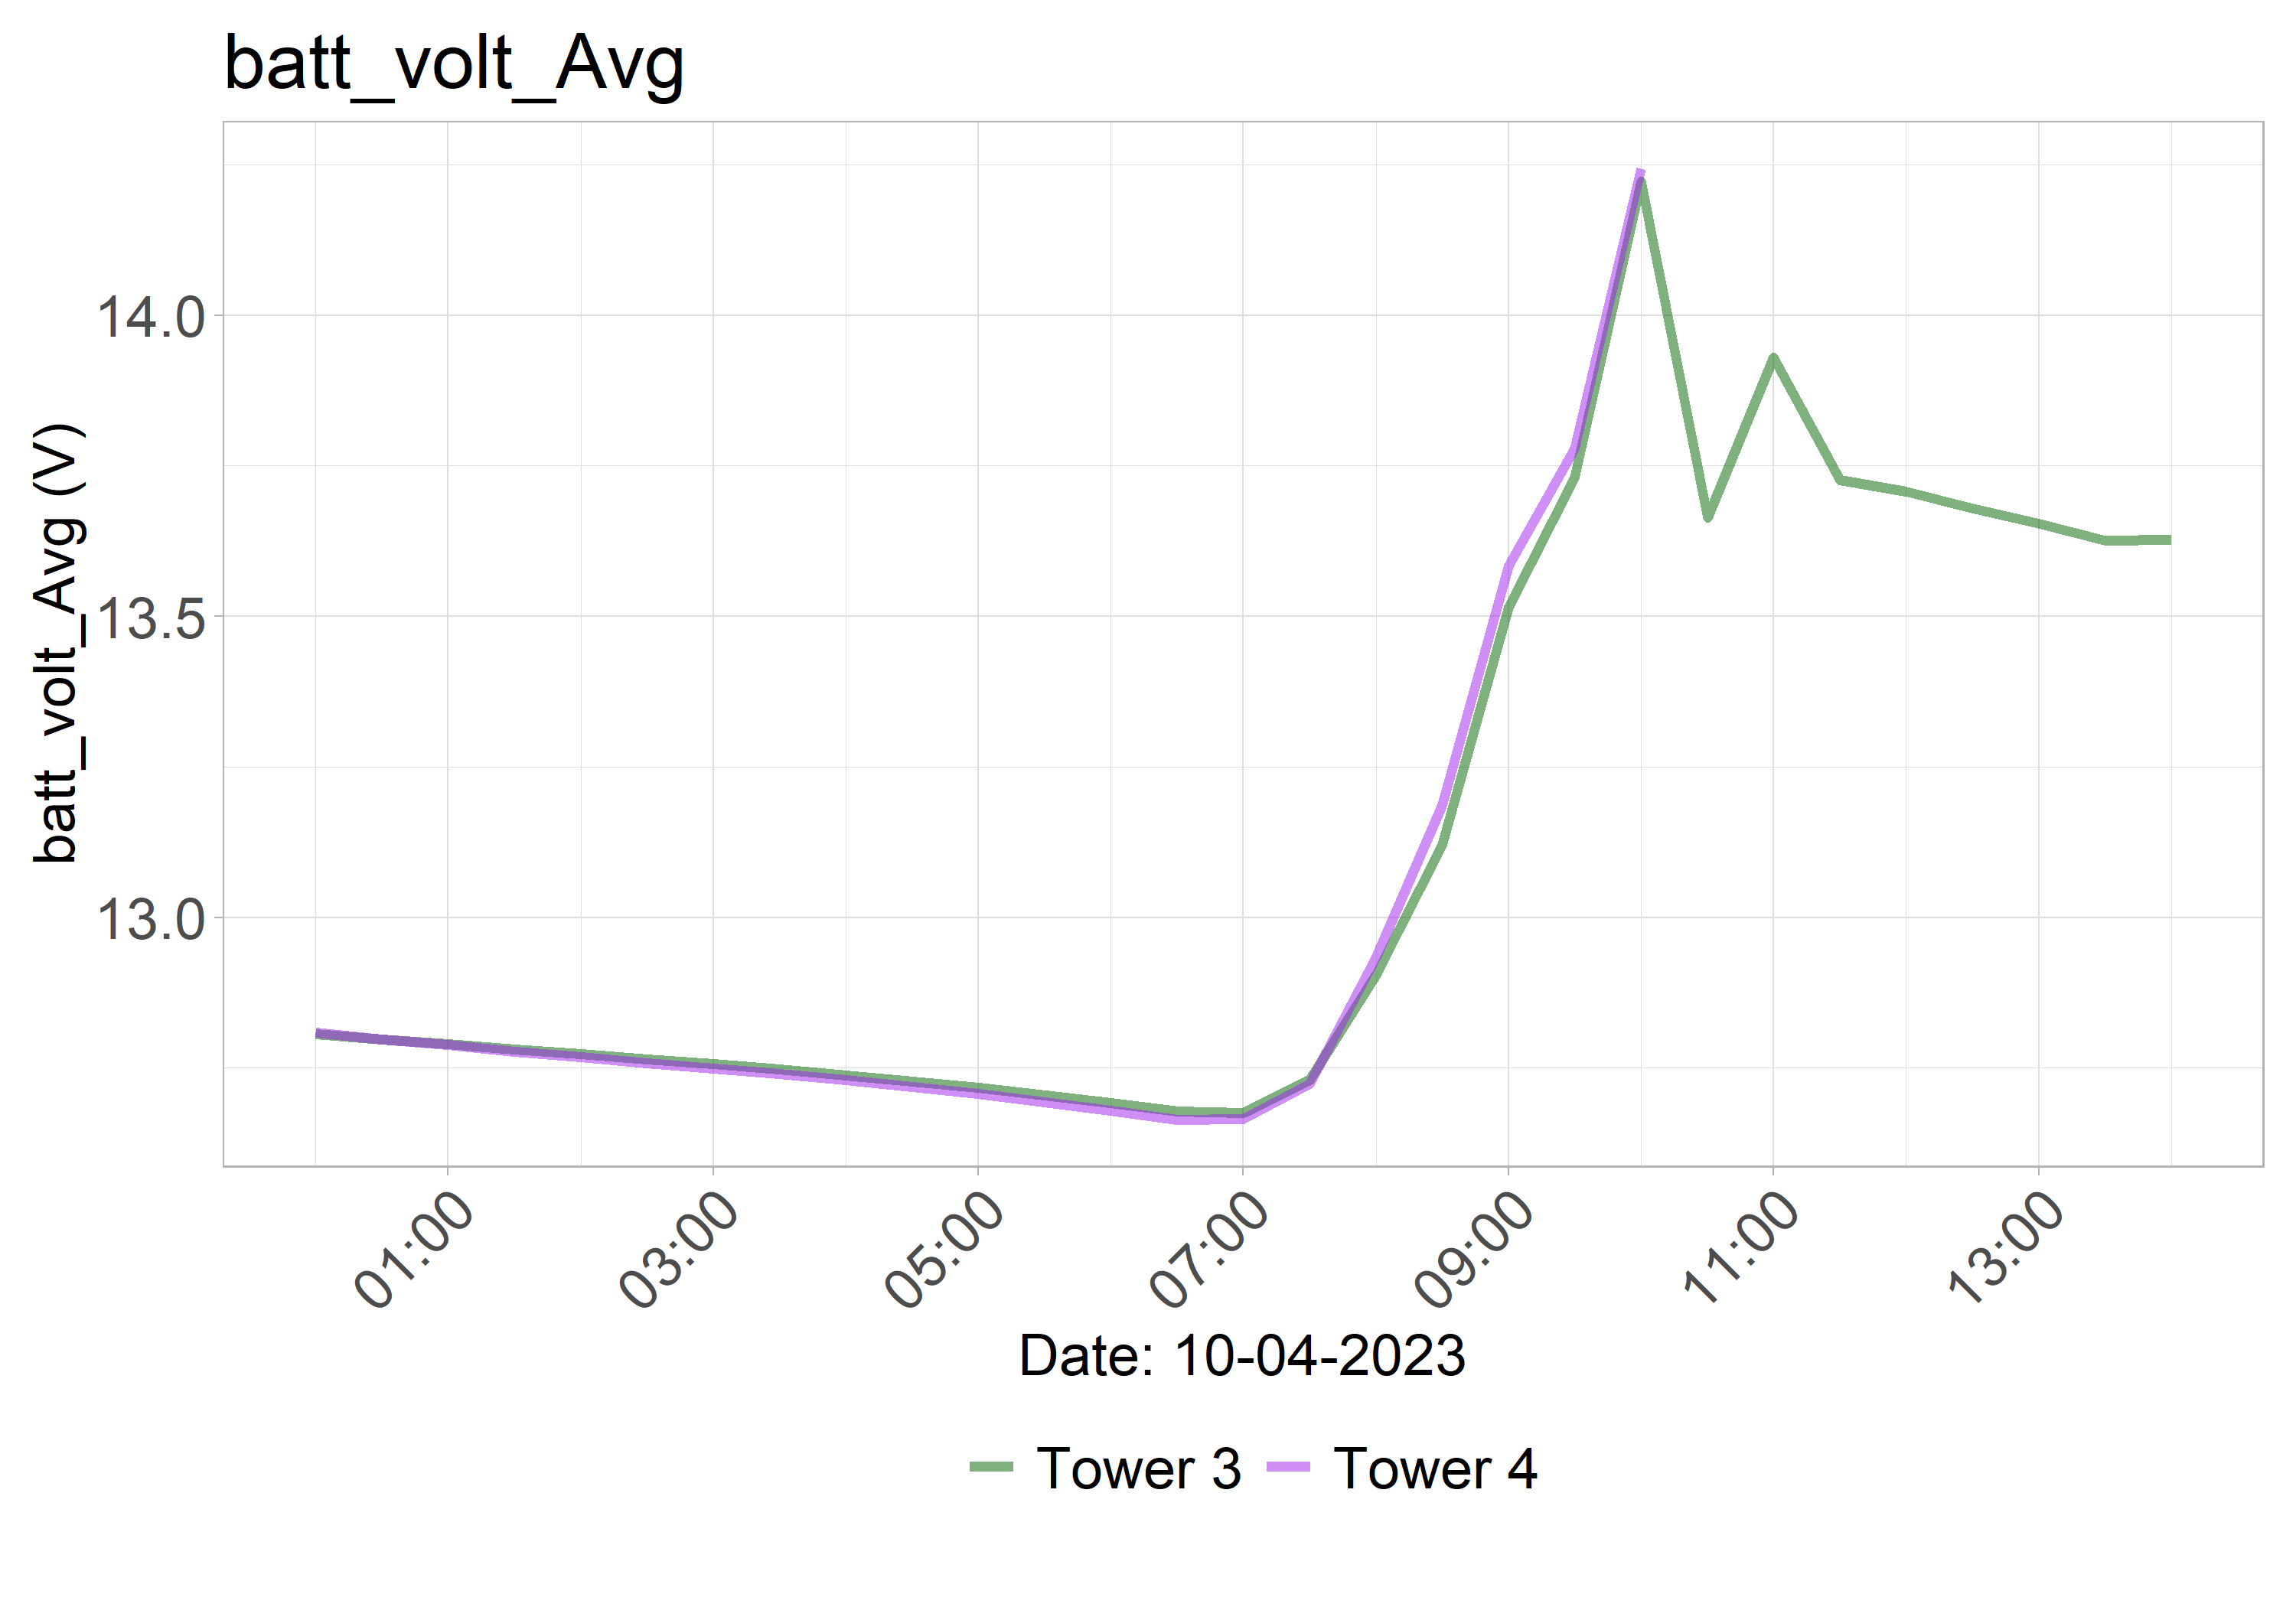 batt_volt_Avg
batt_volt_Avg (V)
14.0
13.5
13.0
01:00
03:00
05:00
07:00
09:00
11:00
13:00
Date: 10-04-2023
Tower 3
Tower 4